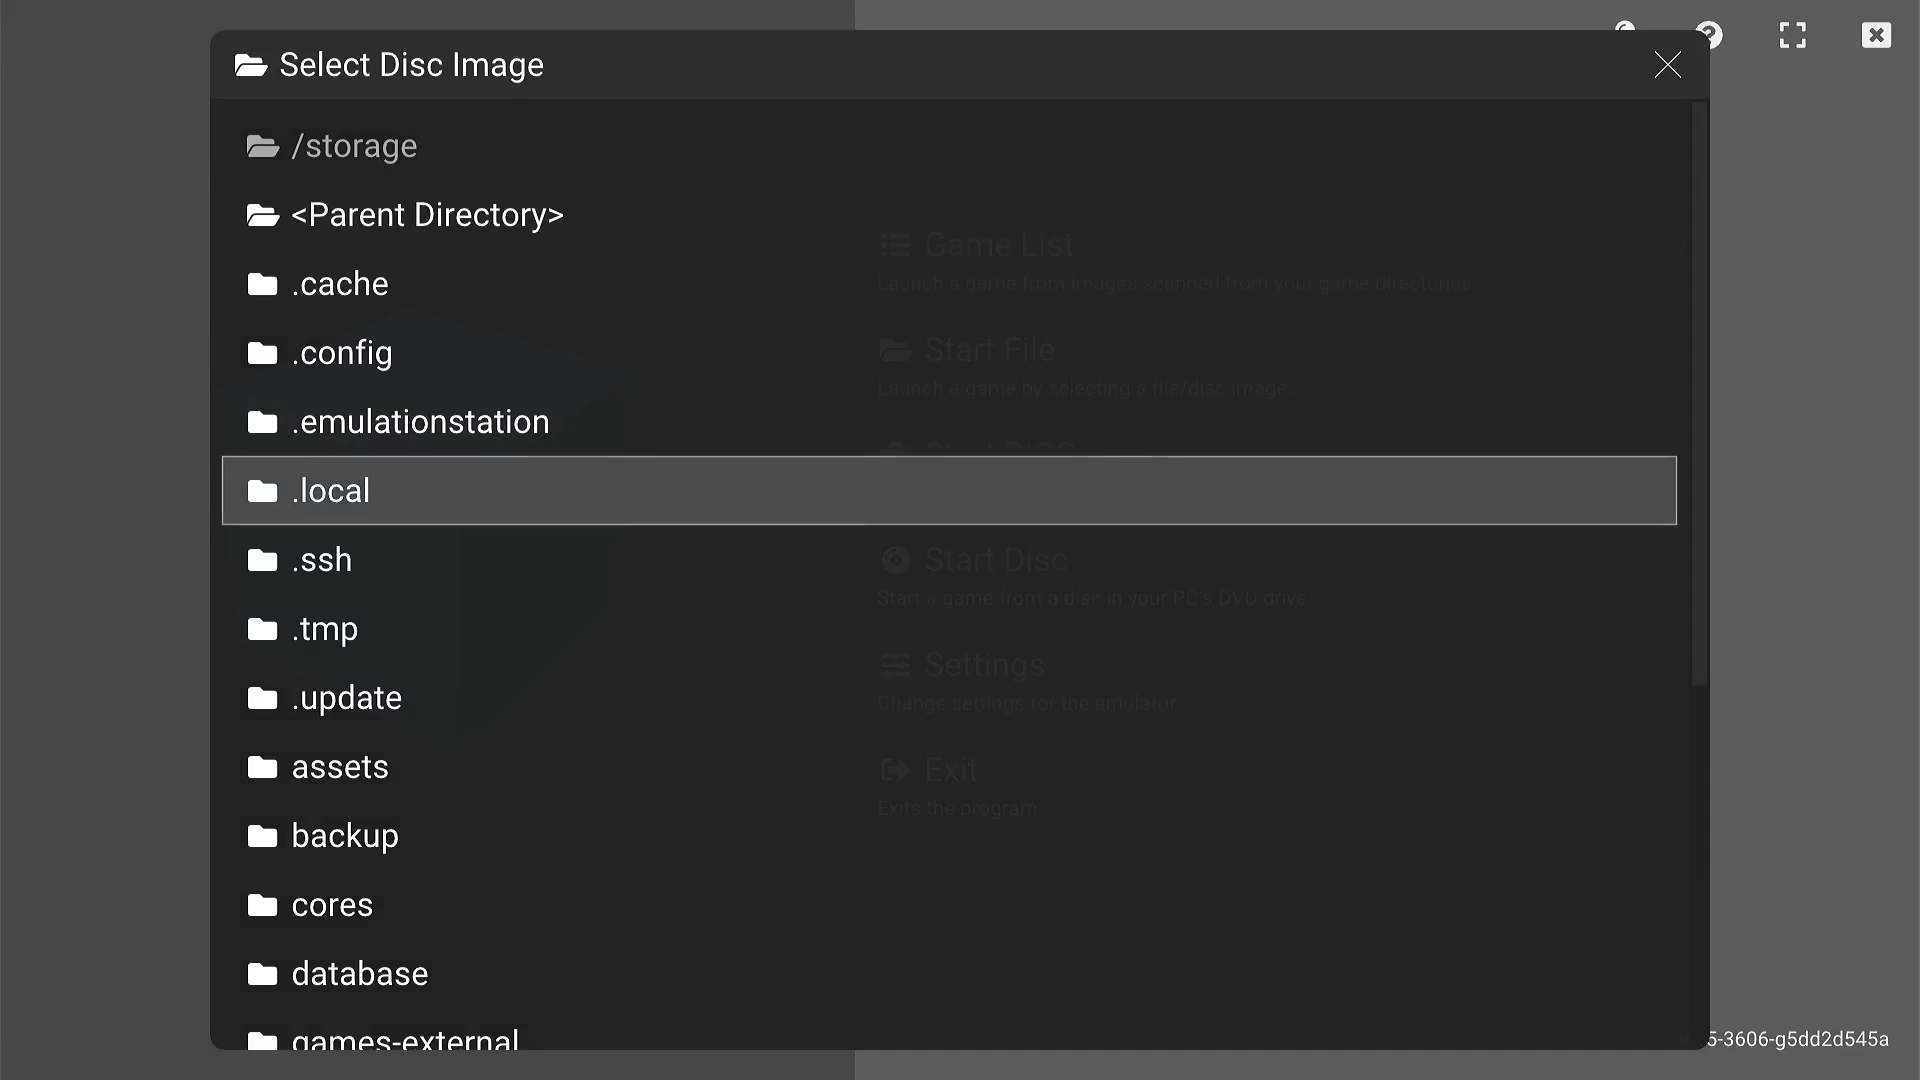 Select Disc Image
/storage
<Parent Directory>
.cache
.config
.emulationstation
.local
.ssh
.tmp
.update
assets
backup
cores
database
games-external
Game List
Launch a game from images scanned from your game directories.
Start File
Launch a game by selecting a file/disc image.
Start BIOS
Start Disc
Start a game from a disc in your PC's DVD drive.
Settings
Change settings for the emulator.
Exit
Exits the program.
5-3606-g5dd2d545a